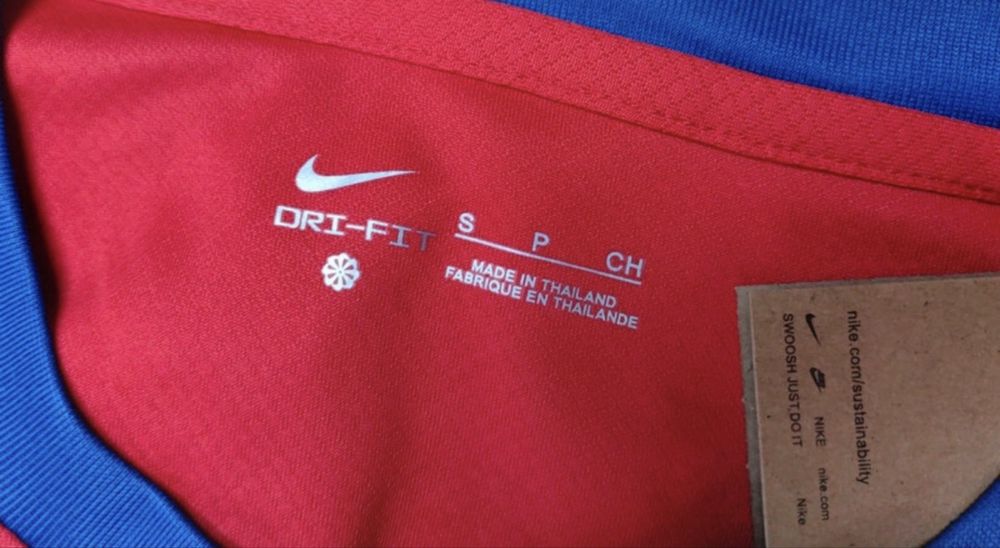 DRI-FIT
S P CH
MADE IN THAILAND
FABRIQUE EN THAILANDE
nike.com/sustainability
NIKE nike.com
SWOOSH JUST DO IT Nike